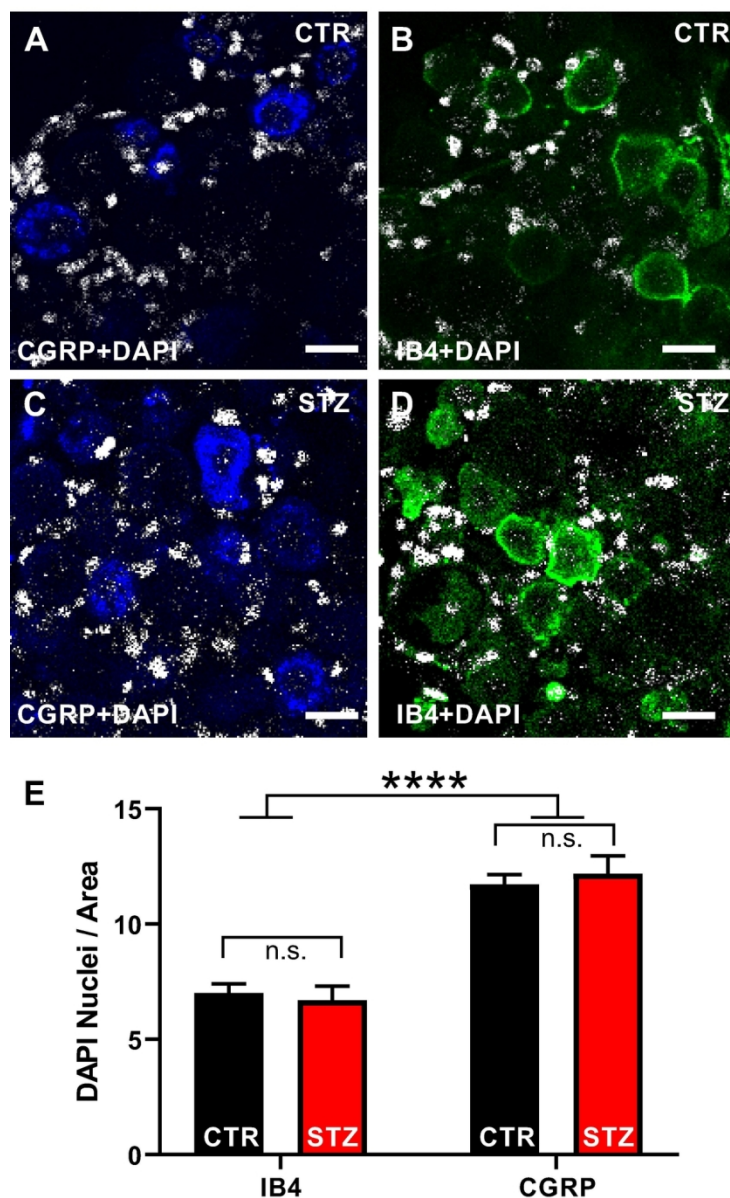 A CTR
B CTR
CGRP+DAPI
IB4+DAPI
C STZ
D STZ
CGRP+DAPI
IB4+DAPI
E
****
15
n.s.
10
n.s.
5
0
DAPI Nuclei / Area
CTR STZ CTR STZ
IB4 CGRP